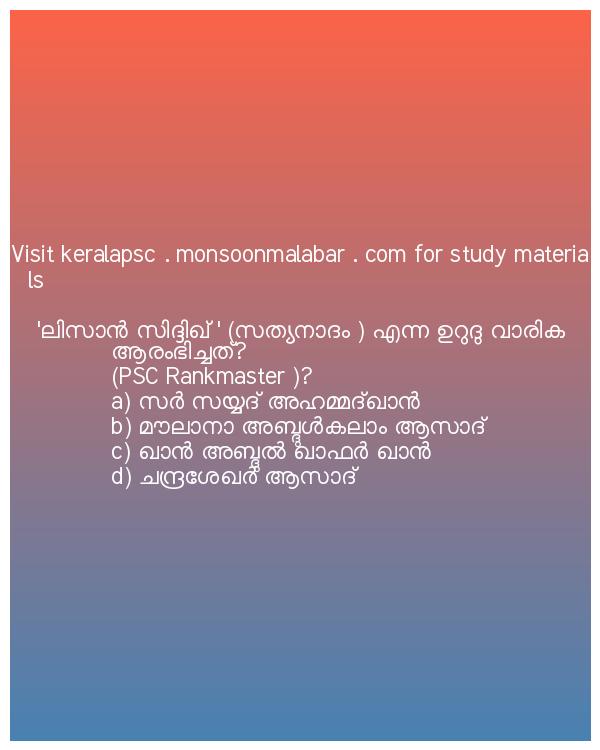 Visit keralapsc . monsoonmalabar . com for study materia
ls
'ലിസാൻ സിദ്ദിഖ് ' (സത്യനാദം ) എന്ന ഉറുദു വാരിക
ആരംഭിച്ചത്?
(PSC Rankmaster )?
a) സർ സയ്യദ് അഹമ്മദ്ഖാൻ
b) മൗലാനാ അബ്ദുൾകലാം ആസാദ്
c) ഖാൻ അബ്ദുൽ ഖാഫർ ഖാൻ
d) ചന്ദ്രശേഖർ ആസാദ്